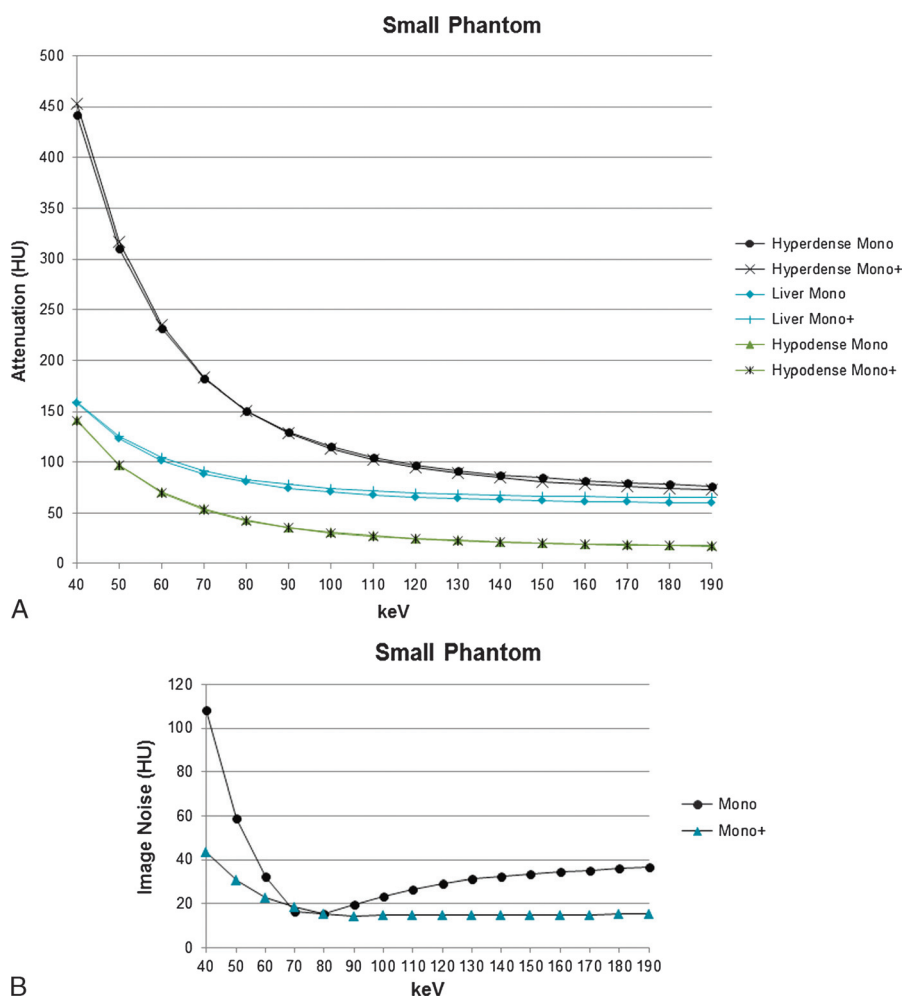 Small Phantom
500
450
400
350
300
250
200
150
100
50
0
Attenuation (HU)
40 50 60 70 80 90 100 110 120 130 140 150 160 170 180 190
keV
Hyperdense Mono
Hyperdense Mono+
Liver Mono
Liver Mono+
Hypodense Mono
Hypodense Mono+
A
Small Phantom
120
100
80
60
40
20
0
Image Noise (HU)
40 50 60 70 80 90 100 110 120 130 140 150 160 170 180 190
keV
Mono
Mono+
B